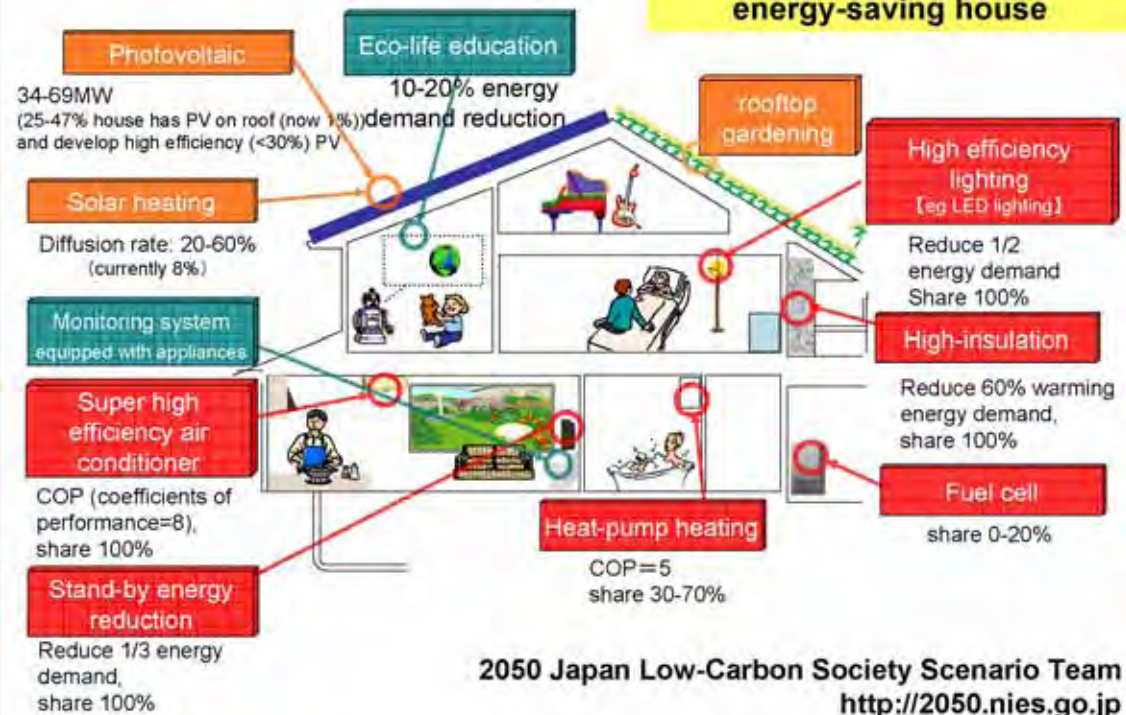 energy-saving house
Photovoltaic
34-69MW
(25-47% house has PV on roof (now 1%))
and develop high efficiency (<30%) PV
Eco-life education
10-20% energy
demand reduction
rooftop
gardening
High efficiency
lighting
[eg LED lighting]
Reduce 1/2
energy demand
Share 100%
Solar heating
Diffusion rate: 20-60%
(currently 8%)
Monitoring system
equipped with appliances
High-insulation
Reduce 60% warming
energy demand,
share 100%
Super high
efficiency air
conditioner
COP (coefficients of
performance=8),
share 100%
Heat-pump heating
COP=5
share 30-70%
Fuel cell
share 0-20%
Stand-by energy
reduction
Reduce 1/3 energy
demand,
share 100%
2050 Japan Low-Carbon Society Scenario Team
http://2050.nies.go.jp